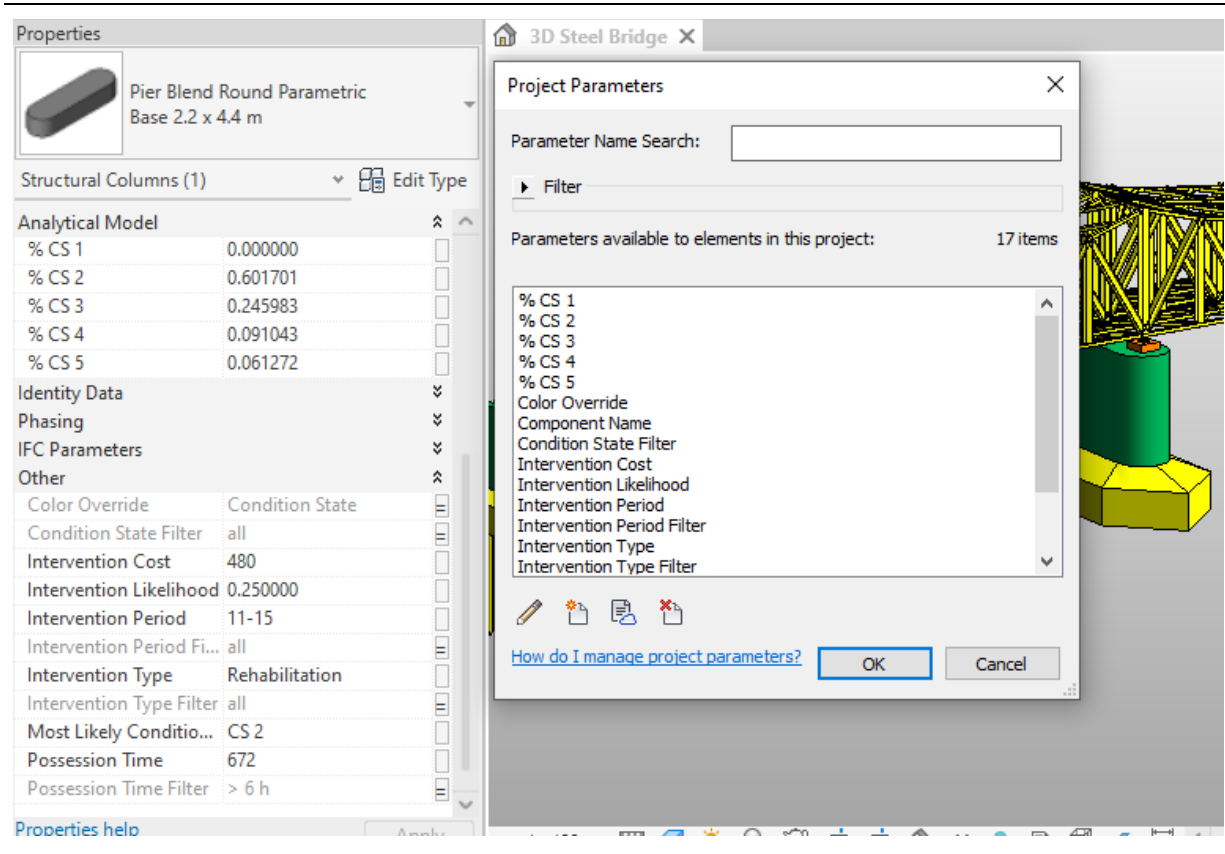 Properties
Pier Blend Round Parametric
Base 2.2 x 4.4 m
Structural Columns (1)
Edit Type
Analytical Model
% CS 1 0.000000
% CS 2 0.601701
% CS 3 0.245983
% CS 4 0.091043
% CS 5 0.061272
Identity Data
Phasing
IFC Parameters
Other
Color Override Condition State
Condition State Filter all
Intervention Cost 480
Intervention Likelihood 0.250000
Intervention Period 11-15
Intervention Period Fi... all
Intervention Type Rehabilitation
Intervention Type Filter all
Most Likely Conditio... CS 2
Possession Time 672
Possession Time Filter > 6 h
Properties help
Apply
3D Steel Bridge
Project Parameters
Parameter Name Search:
Filter
Parameters available to elements in this project: 17 items
% CS 1
% CS 2
% CS 3
% CS 4
% CS 5
Color Override
Component Name
Condition State Filter
Intervention Cost
Intervention Likelihood
Intervention Period
Intervention Period Filter
Intervention Type
Intervention Type Filter
How do I manage project parameters?
OK
Cancel